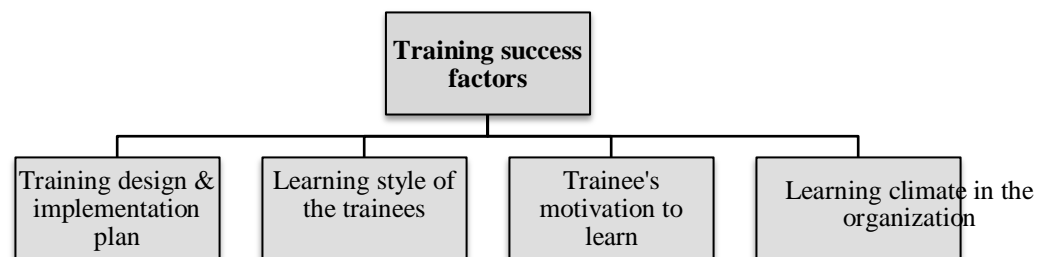 Training success
factors
Training design &
implementation
plan
Learning style of
the trainees
Trainee's
motivation to
learn
Learning climate in the
organization